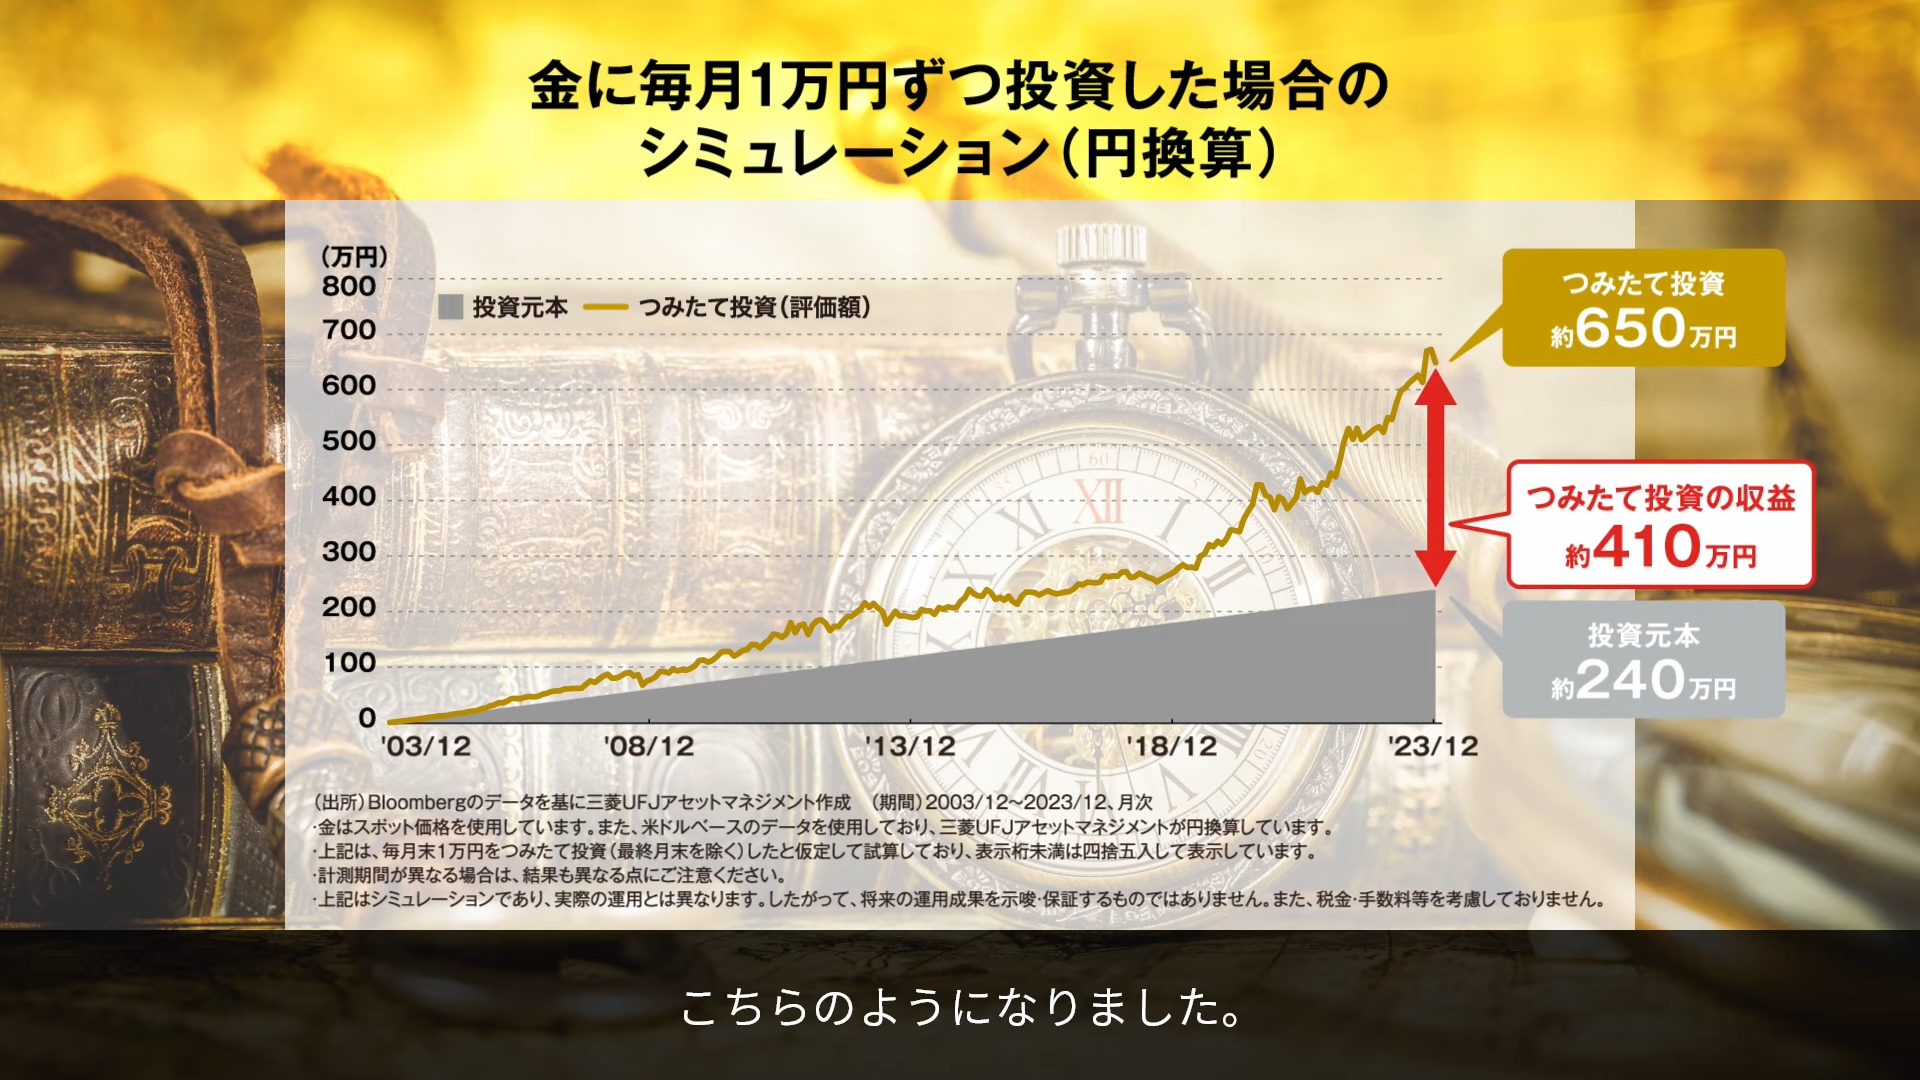 金に毎月1万円ずつ投資した場合の
シミュレーション(円換算)
(万円)
800
700
600
500
400
300
200
100
0
投資元本
つみたて投資(評価額)
'03/12
'08/12
'13/12
'18/12
'23/12
つみたて投資
約650万円
つみたて投資の収益
約410万円
投資元本
約240万円
XII
60
(出所)Bloombergのデータを基に三菱UFJアセットマネジメント作成 (期間)2003/12~2023/12、月次
・金はスポット価格を使用しています。また、米ドルベースのデータを使用しており、三菱UFJアセットマネジメントが円換算しています。
・上記は、毎月末1万円をつみたて投資(最終月末を除く)したと仮定して試算しており、表示桁未満は四捨五入して表示しています。
・計測期間が異なる場合は、結果も異なる点にご注意ください。
・上記はシミュレーションであり、実際の運用とは異なります。したがって、将来の運用成果を示唆・保証するものではありません。また、税金・手数料等を考慮しておりません。
こちらのようになりました。